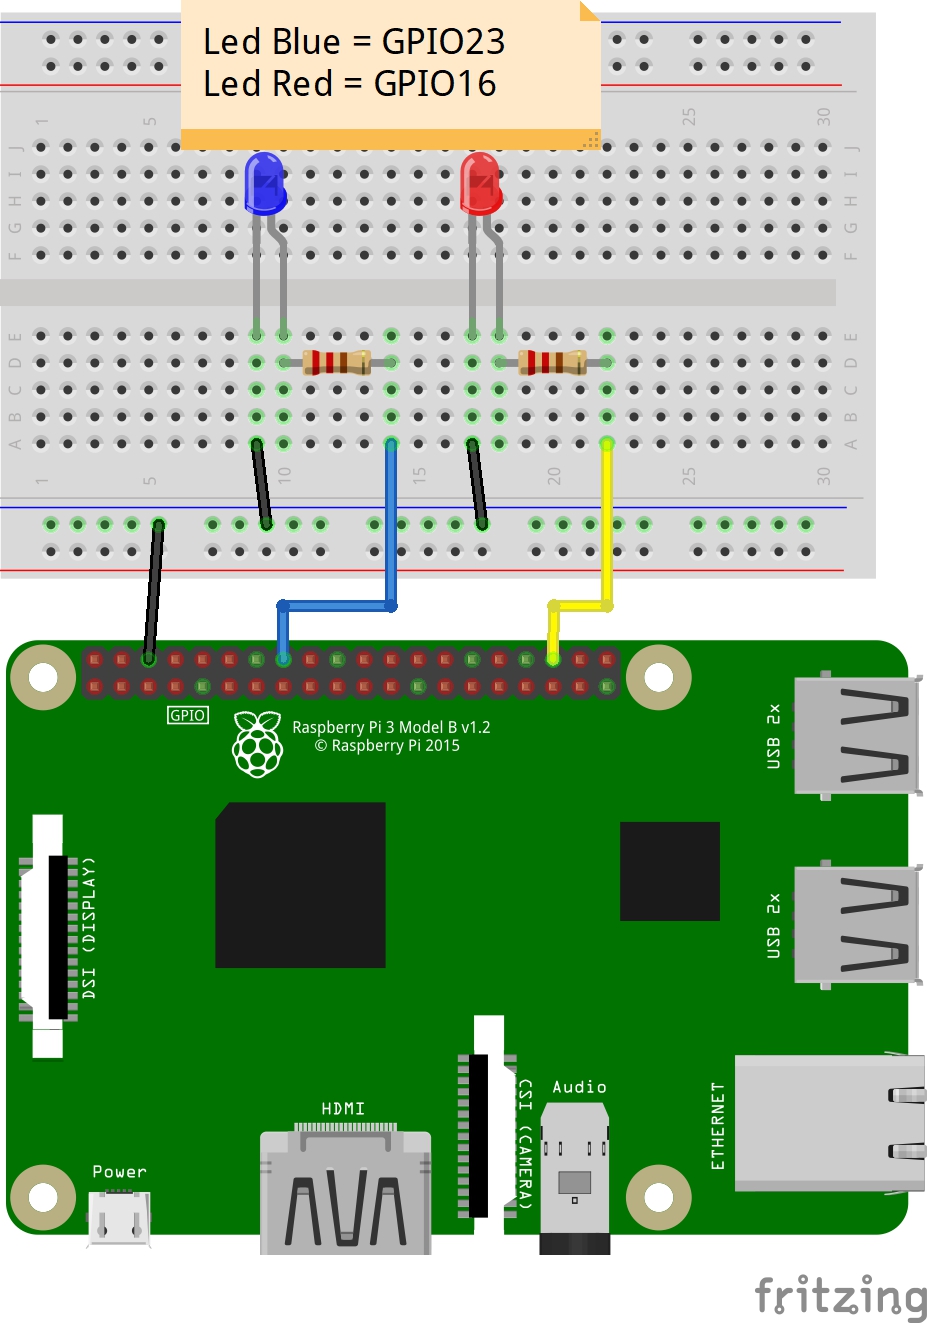 Led Blue = GPIO23
Led Red = GPIO16
1 5 25 30
J J
I I
H H
G G
F F
E E
D D
C C
B B
A A
1 5 10 15 20 25 30
GPIO
Raspberry Pi 3 Model B v1.2
© Raspberry Pi 2015
USB 2x
DSI (DISPLAY)
USB 2x
CSI (CAMERA)
Audio
ETHERNET
HDMI
Power
fritzing